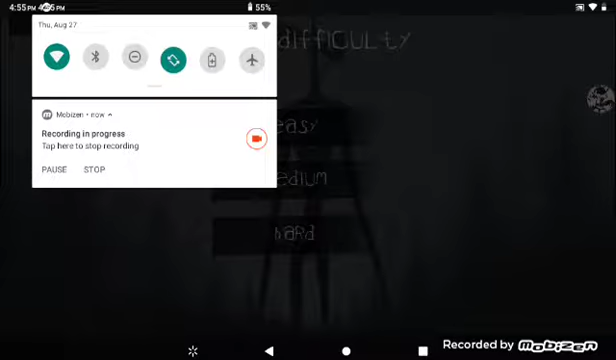 4:55 PM
55%
difficulty
Thu, Aug 27
Mobizen • now
easy
Recording in progress
Tap here to stop recording
PAUSE STOP
edium
hard
Recorded by Mobizen